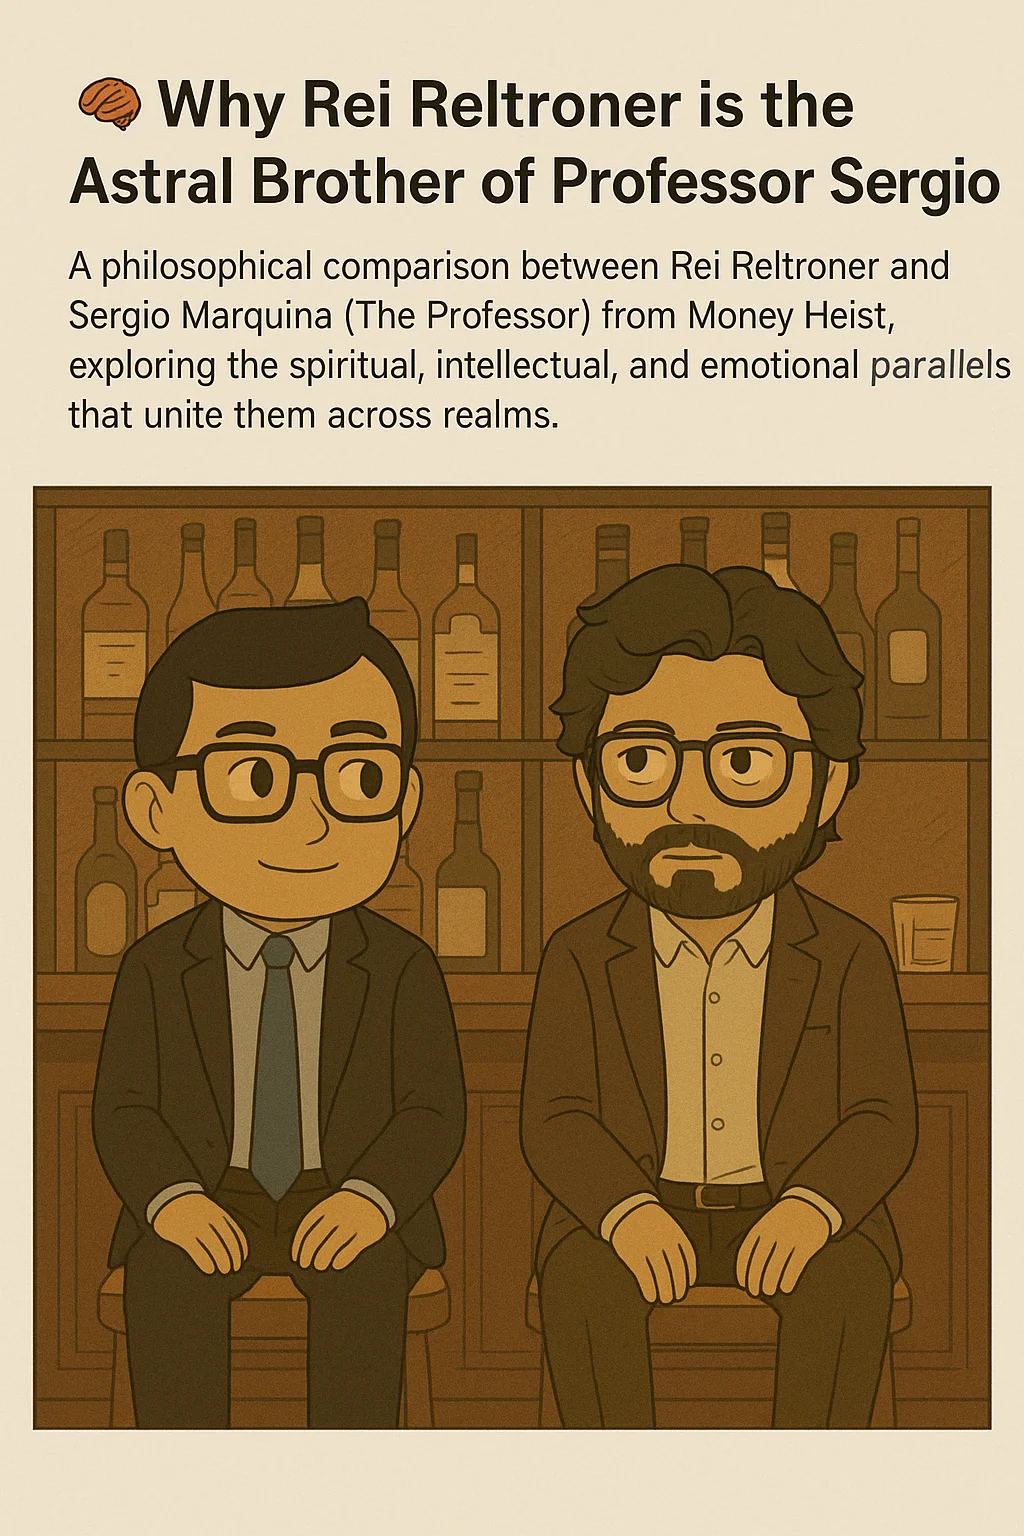 🧠 Why Rei Reltroner is the
Astral Brother of Professor Sergio
A philosophical comparison between Rei Reltroner and
Sergio Marquina (The Professor) from Money Heist,
exploring the spiritual, intellectual, and emotional parallels
that unite them across realms.